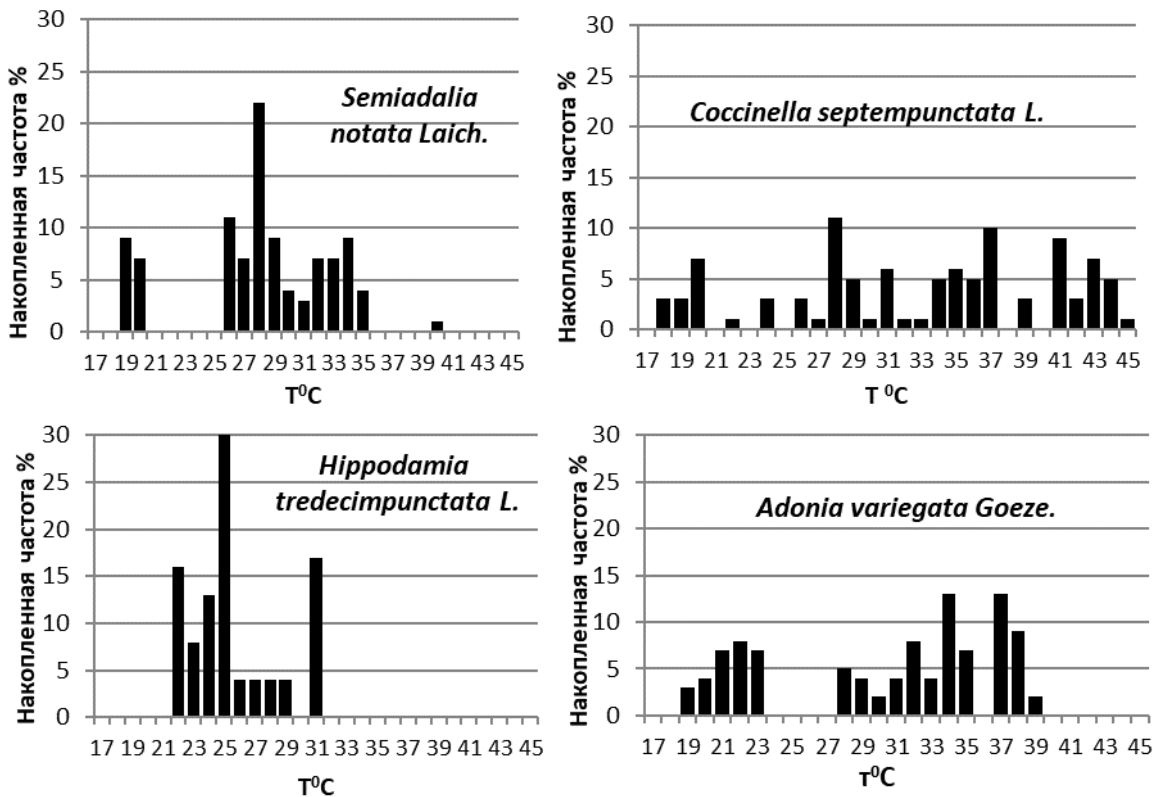 Накопленная частота %
30
25
20
15
10
5
0
Semiadalia
notata Laich.
17 19 21 23 25 27 29 31 33 35 37 39 41 43 45
T⁰C
Накопленная частота %
30
25
20
15
10
5
0
Coccinella septempunctata L.
17 19 21 23 25 27 29 31 33 35 37 39 41 43 45
T ⁰C
Накопленная частота %
30
25
20
15
10
5
0
Hippodamia
tredecimpunctata L.
17 19 21 23 25 27 29 31 33 35 37 39 41 43 45
T⁰C
Накопленная частота %
30
25
20
15
10
5
0
Adonia variegata Goeze.
17 19 21 23 25 27 29 31 33 35 37 39 41 43 45
т⁰C